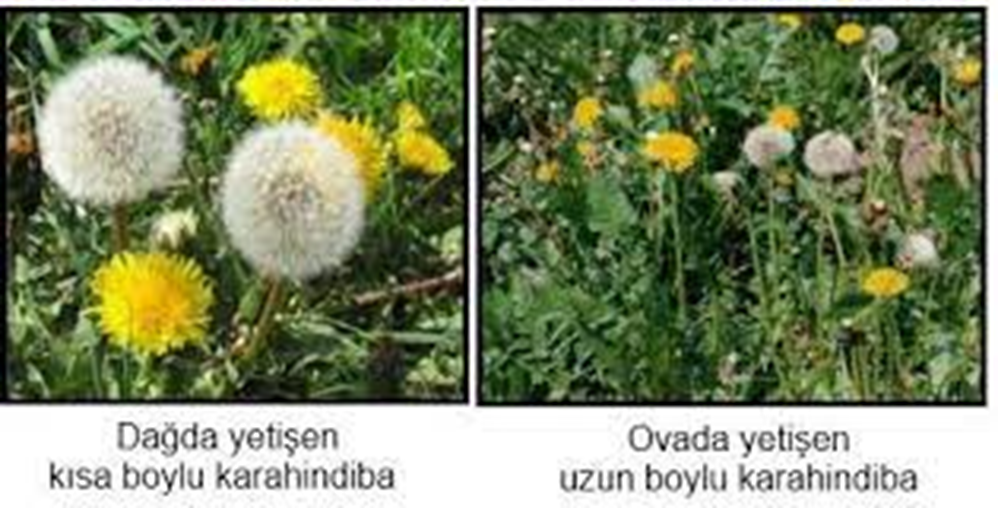 Dağda yetişen
kısa boylu karahindiba
Ovada yetişen
uzun boylu karahindiba